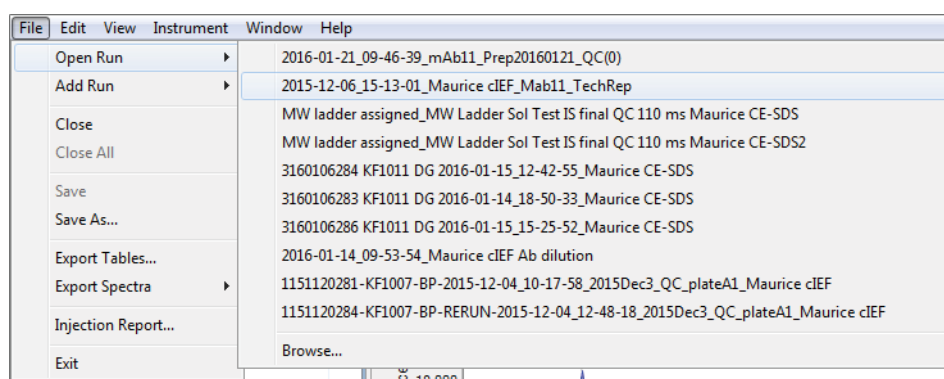 File Edit View Instrument Window Help
Open Run
Add Run
Close
Close All
Save
Save As...
Export Tables...
Export Spectra
Injection Report...
Exit
2016-01-21_09-46-39_mAb11_Prep20160121_QC(0)
2015-12-06_15-13-01_Maurice cIEF_Mab11_TechRep
MW ladder assigned_MW Ladder Sol Test IS final QC 110 ms Maurice CE-SDS
MW ladder assigned_MW Ladder Sol Test IS final QC 110 ms Maurice CE-SDS2
3160106284 KF1011 DG 2016-01-15_12-42-55_Maurice CE-SDS
3160106283 KF1011 DG 2016-01-14_18-50-33_Maurice CE-SDS
3160106286 KF1011 DG 2016-01-15_15-25-52_Maurice CE-SDS
2016-01-14_09-53-54_Maurice cIEF Ab dilution
1151120281-KF1007-BP-2015-12-04_10-17-58_2015Dec3_QC_plateA1_Maurice cIEF
1151120284-KF1007-BP-RERUN-2015-12-04_12-48-18_2015Dec3_QC_plateA1_Maurice cIEF
Browse...